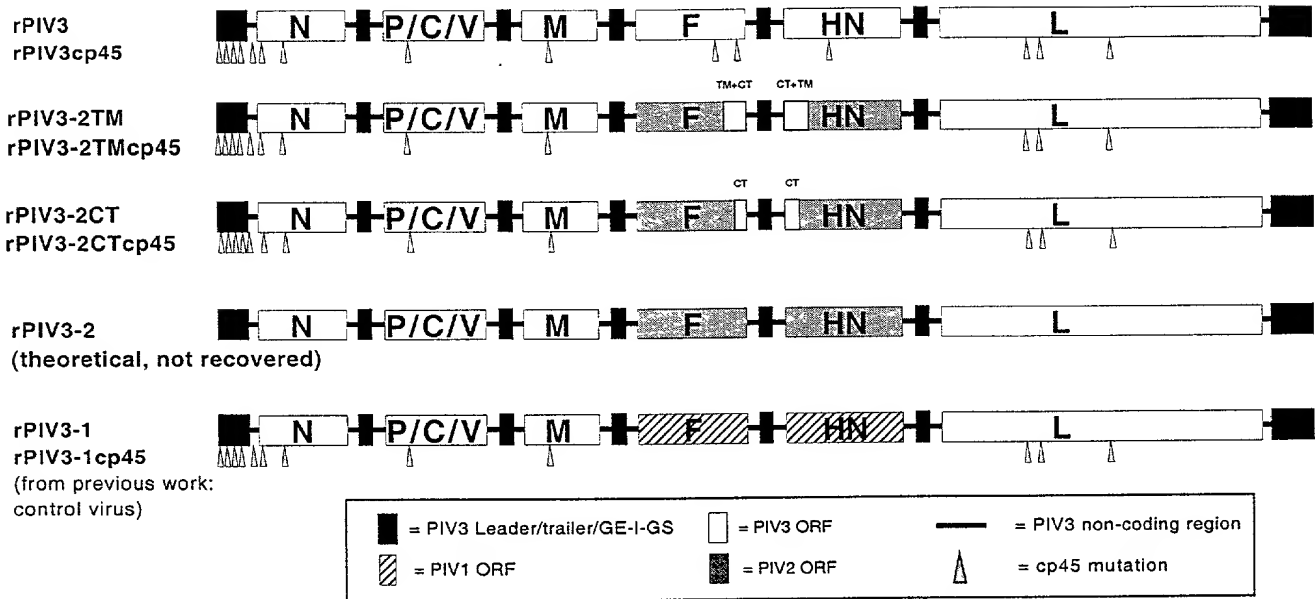 rPIV3
rPIV3cp45
N P/C/V M F HN L
TM+CT CT+TM
rPIV3-2TM
rPIV3-2TMcp45
N P/C/V M F HN L
CT CT
rPIV3-2CT
rPIV3-2CTcp45
N P/C/V M F HN L
rPIV3-2
(theoretical, not recovered)
N P/C/V M F HN L
rPIV3-1
rPIV3-1cp45
(from previous work:
control virus)
N P/C/V M F HN L
= PIV3 Leader/trailer/GE-I-GS = PIV3 ORF = PIV3 non-coding region
= PIV1 ORF = PIV2 ORF = cp45 mutation